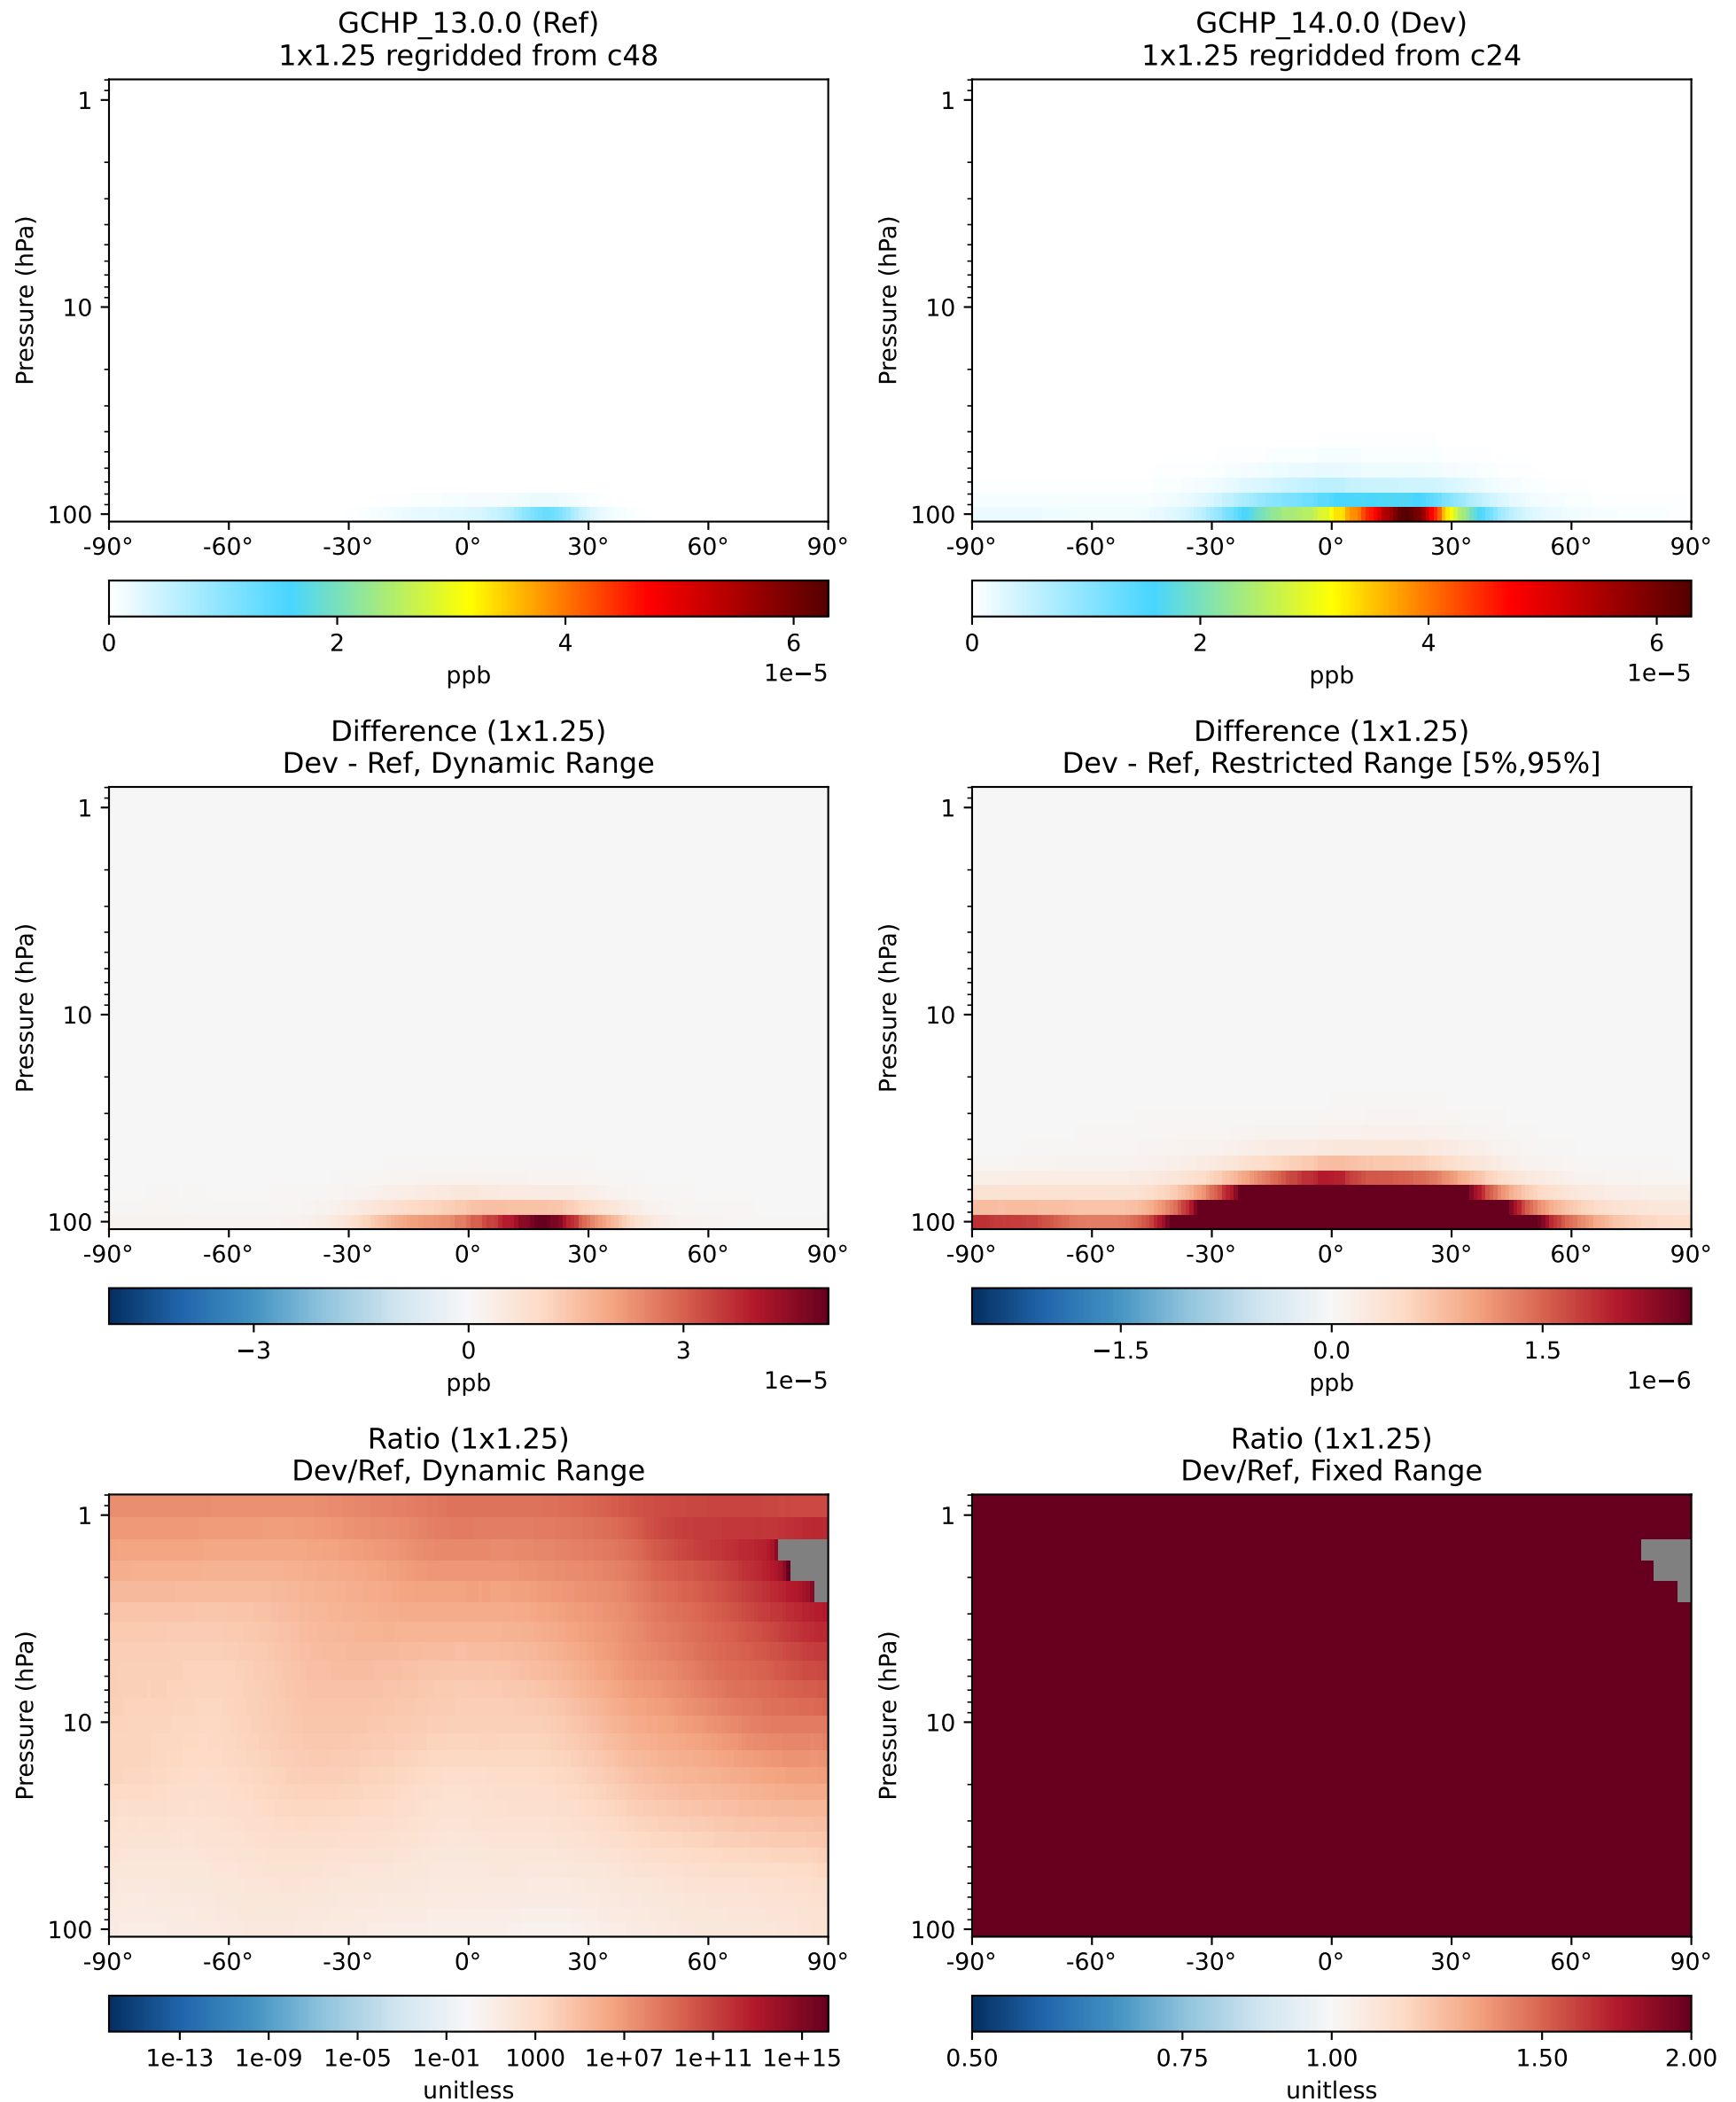 GCHP_13.0.0 (Ref)
1x1.25 regridded from c48
Pressure (hPa)
1
10
100
-90° -60° -30° 0° 30° 60° 90°
0 2 4 6
1e−5
ppb
GCHP_14.0.0 (Dev)
1x1.25 regridded from c24
Pressure (hPa)
1
10
100
-90° -60° -30° 0° 30° 60° 90°
0 2 4 6
1e−5
ppb
Difference (1x1.25)
Dev - Ref, Dynamic Range
Pressure (hPa)
1
10
100
-90° -60° -30° 0° 30° 60° 90°
−3 0 3
1e−5
ppb
Difference (1x1.25)
Dev - Ref, Restricted Range [5%,95%]
Pressure (hPa)
1
10
100
-90° -60° -30° 0° 30° 60° 90°
−1.5 0.0 1.5
1e−6
ppb
Ratio (1x1.25)
Dev/Ref, Dynamic Range
Pressure (hPa)
1
10
100
-90° -60° -30° 0° 30° 60° 90°
1e-13 1e-09 1e-05 1e-01 1000 1e+07 1e+11 1e+15
unitless
Ratio (1x1.25)
Dev/Ref, Fixed Range
Pressure (hPa)
1
10
100
-90° -60° -30° 0° 30° 60° 90°
0.50 0.75 1.00 1.50 2.00
unitless